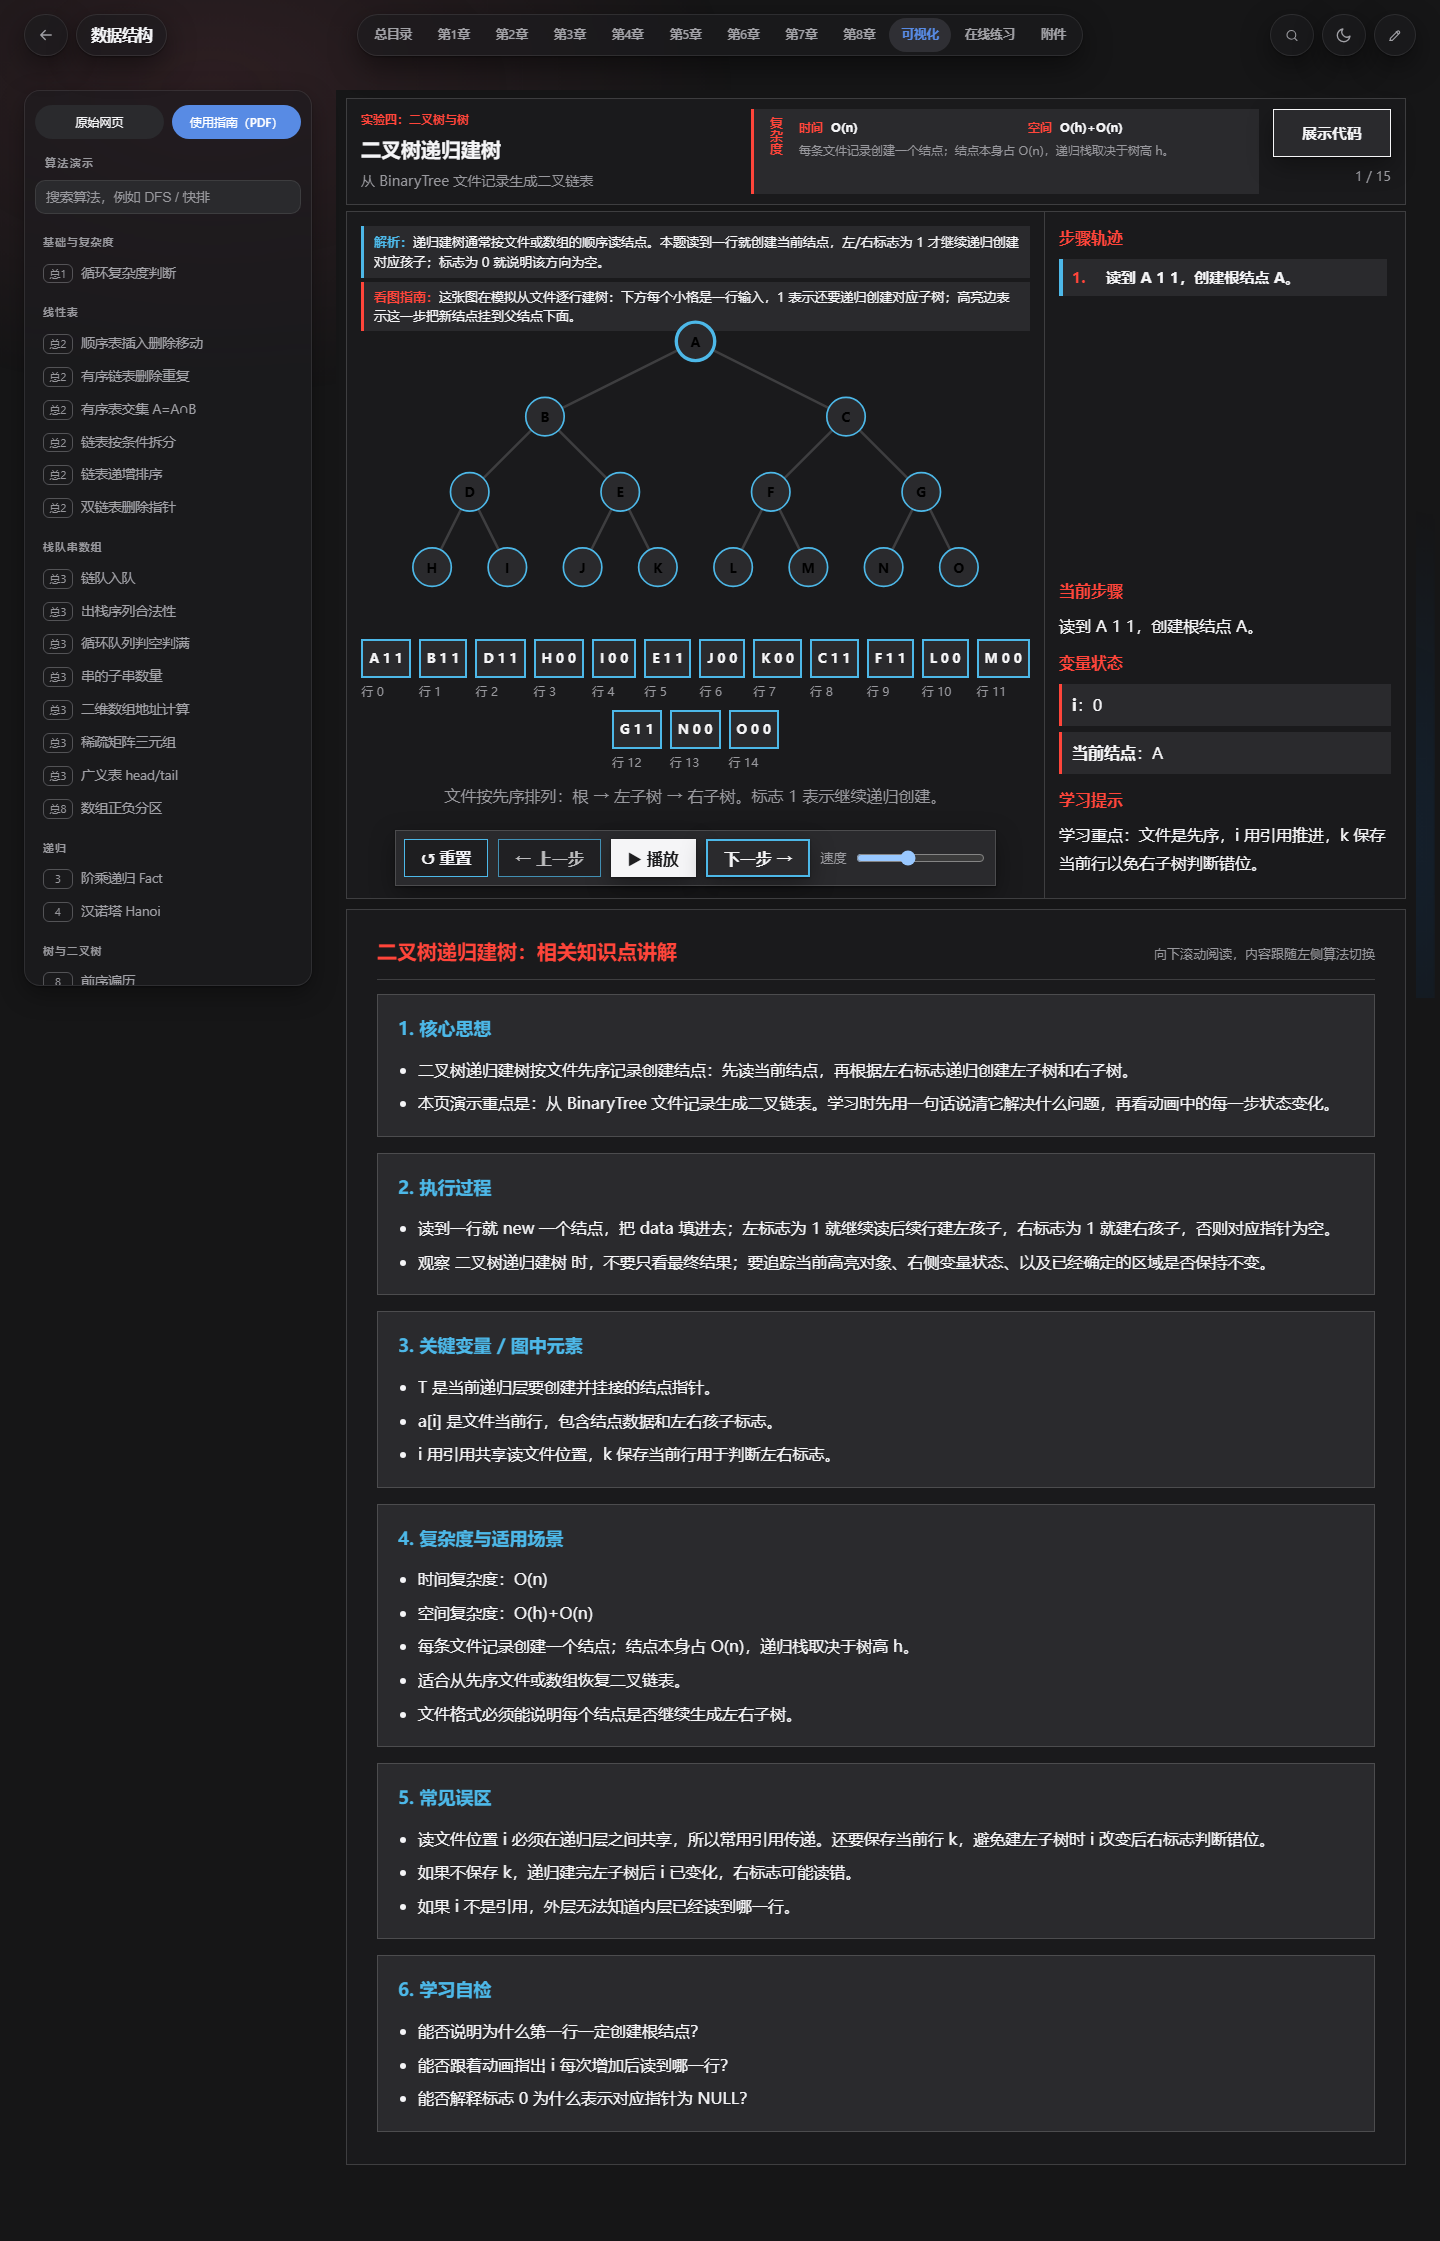 数据结构
总目录 第1章 第2章 第3章 第4章 第5章 第6章 第7章 第8章 可视化 在线练习 附件
原始网页 使用指南（PDF）
算法演示
搜索算法，例如 DFS / 快排
基础与复杂度
总1 循环复杂度判断
线性表
总2 顺序表插入删除移动
总2 有序链表删除重复
总2 有序表交集 A=A∩B
总2 链表按条件拆分
总2 链表递增排序
总2 双链表删除指针
栈队串数组
总3 链队入队
总3 出栈序列合法性
总3 循环队列判空判满
总3 串的子串数量
总3 二维数组地址计算
总3 稀疏矩阵三元组
总3 广义表 head/tail
总8 数组正负分区
递归
3 阶乘递归 Fact
4 汉诺塔 Hanoi
树与二叉树
8 前序遍历
实验四：二叉树与树
二叉树递归建树
从 BinaryTree 文件记录生成二叉链表
复杂度
时间 O(n) 空间 O(h)+O(n)
每条文件记录创建一个结点；结点本身占 O(n)，递归栈取决于树高 h。
展示代码
1 / 15
解析：递归建树通常按文件或数组的顺序读结点。本题读到一行就创建当前结点，左/右标志为 1 才继续递归创建
对应孩子；标志为 0 就说明该方向为空。
看图指南：这张图在模拟从文件逐行建树：下方每个小格是一行输入，1 表示还要递归创建对应子树；高亮边表
示这一步把新结点挂到父结点下面。
A
B C
D E F G
H I J K L M N O
A 1 1 B 1 1 D 1 1 H 0 0 I 0 0 E 1 1 J 0 0 K 0 0 C 1 1 F 1 1 L 0 0 M 0 0
行 0 行 1 行 2 行 3 行 4 行 5 行 6 行 7 行 8 行 9 行 10 行 11
G 1 1 N 0 0 O 0 0
行 12 行 13 行 14
文件按先序排列：根 → 左子树 → 右子树。标志 1 表示继续递归创建。
↺ 重置 ← 上一步 ▶ 播放 下一步 → 速度
步骤轨迹
1. 读到 A 1 1，创建根结点 A。
当前步骤
读到 A 1 1，创建根结点 A。
变量状态
i：0
当前结点：A
学习提示
学习重点：文件是先序，i 用引用推进，k 保存
当前行以免右子树判断错位。
二叉树递归建树：相关知识点讲解
向下滚动阅读，内容跟随左侧算法切换
1. 核心思想
• 二叉树递归建树按文件先序记录创建结点：先读当前结点，再根据左右标志递归创建左子树和右子树。
• 本页演示重点是：从 BinaryTree 文件记录生成二叉链表。学习时先用一句话说清它解决什么问题，再看动画中的每一步状态变化。
2. 执行过程
• 读到一行就 new 一个结点，把 data 填进去；左标志为 1 就继续读后续行建左孩子，右标志为 1 就建右孩子，否则对应指针为空。
• 观察 二叉树递归建树 时，不要只看最终结果；要追踪当前高亮对象、右侧变量状态、以及已经确定的区域是否保持不变。
3. 关键变量 / 图中元素
• T 是当前递归层要创建并挂接的结点指针。
• a[i] 是文件当前行，包含结点数据和左右孩子标志。
• i 用引用共享读文件位置，k 保存当前行用于判断左右标志。
4. 复杂度与适用场景
• 时间复杂度：O(n)
• 空间复杂度：O(h)+O(n)
• 每条文件记录创建一个结点；结点本身占 O(n)，递归栈取决于树高 h。
• 适合从先序文件或数组恢复二叉链表。
• 文件格式必须能说明每个结点是否继续生成左右子树。
5. 常见误区
• 读文件位置 i 必须在递归层之间共享，所以常用引用传递。还要保存当前行 k，避免建左子树时 i 改变后右标志判断错位。
• 如果不保存 k，递归建完左子树后 i 已变化，右标志可能读错。
• 如果 i 不是引用，外层无法知道内层已经读到哪一行。
6. 学习自检
• 能否说明为什么第一行一定创建根结点？
• 能否跟着动画指出 i 每次增加后读到哪一行？
• 能否解释标志 0 为什么表示对应指针为 NULL？